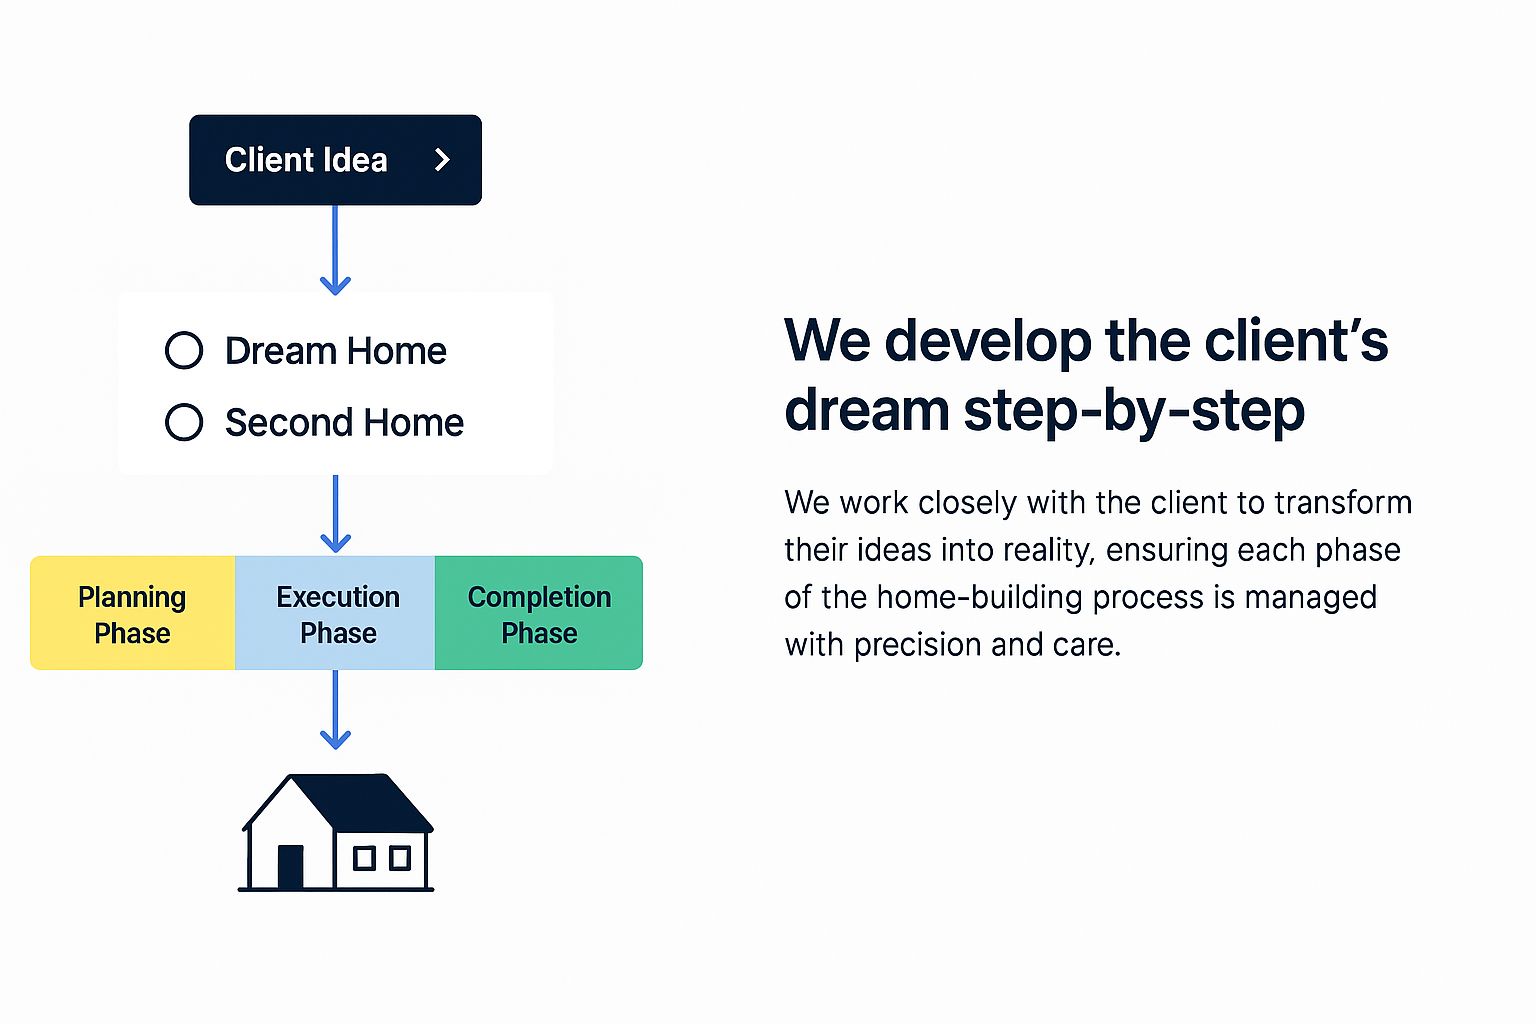 Client Idea
Dream Home
Second Home
Planning
Phase
Execution
Phase
Completion
Phase
We develop the client’s
dream step-by-step
We work closely with the client to transform
their ideas into reality, ensuring each phase
of the home-building process is managed
with precision and care.